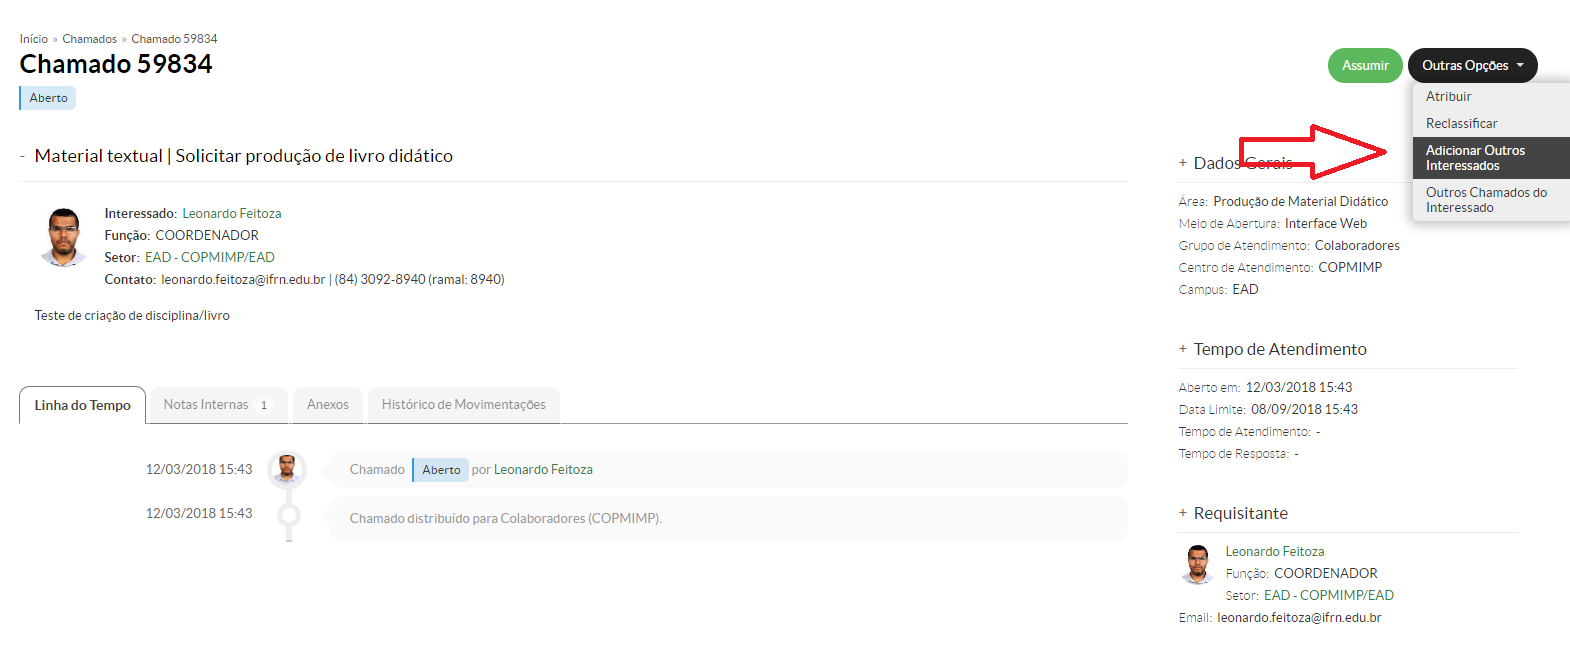 Início » Chamados » Chamado 59834
Chamado 59834
Aberto
Assumir
Outras Opções
Atribuir
Reclassificar
Adicionar Outros
Interessados
Outros Chamados do
Interessado
- Material textual | Solicitar produção de livro didático
Interessado: Leonardo Feitoza
Função: COORDENADOR
Setor: EAD - COPMIMP/EAD
Contato: leonardo.feitoza@ifrn.edu.br | (84) 3092-8940 (ramal: 8940)
Teste de criação de disciplina/livro
Linha do Tempo
Notas Internas 1
Anexos
Histórico de Movimentações
12/03/2018 15:43
Chamado Aberto por Leonardo Feitoza
12/03/2018 15:43
Chamado distribuído para Colaboradores (COPMIMP).
+ Dados Gerais
Área: Produção de Material Didático
Meio de Abertura: Interface Web
Grupo de Atendimento: Colaboradores
Centro de Atendimento: COPMIMP
Campus: EAD
+ Tempo de Atendimento
Aberto em: 12/03/2018 15:43
Data Limite: 08/09/2018 15:43
Tempo de Atendimento: -
Tempo de Resposta: -
+ Requisitante
Leonardo Feitoza
Função: COORDENADOR
Setor: EAD - COPMIMP/EAD
Email: leonardo.feitoza@ifrn.edu.br